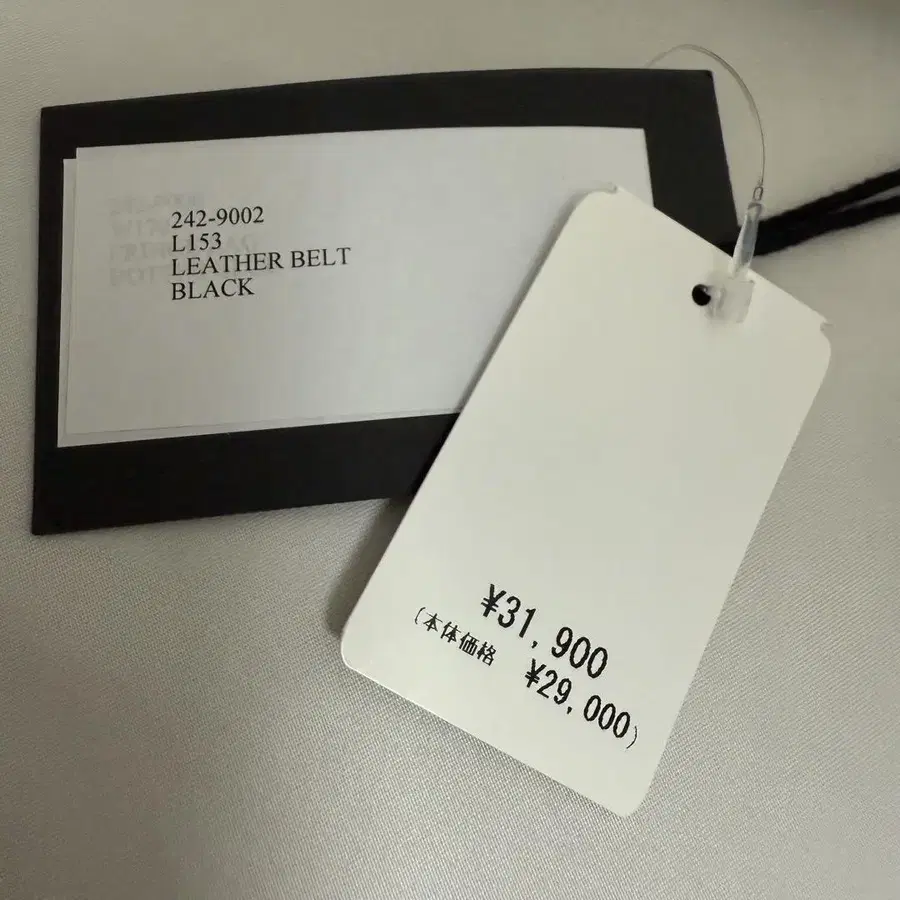 242-9002
L153
LEATHER BELT
BLACK
¥31,900
(本体価格 ¥29,000)